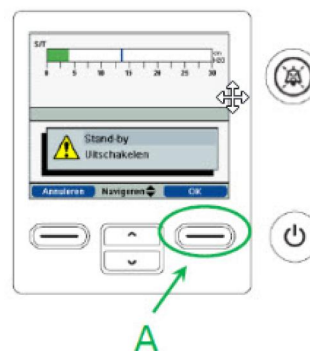 S/T
cm
H2O
0 5 10 15 20 25 30
Stand-by
Uitschakelen
Annuleren Navigeren OK
A